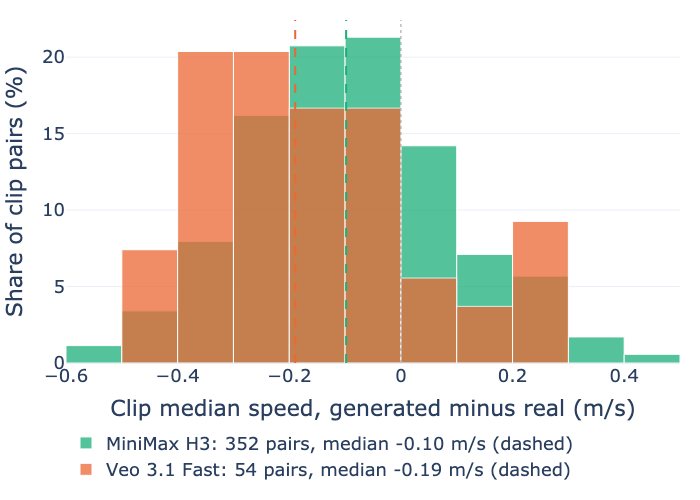 Share of clip pairs (%)
20
15
10
5
0
−0.6
−0.4
−0.2
0
0.2
0.4
Clip median speed, generated minus real (m/s)
MiniMax H3: 352 pairs, median -0.10 m/s (dashed)
Veo 3.1 Fast: 54 pairs, median -0.19 m/s (dashed)